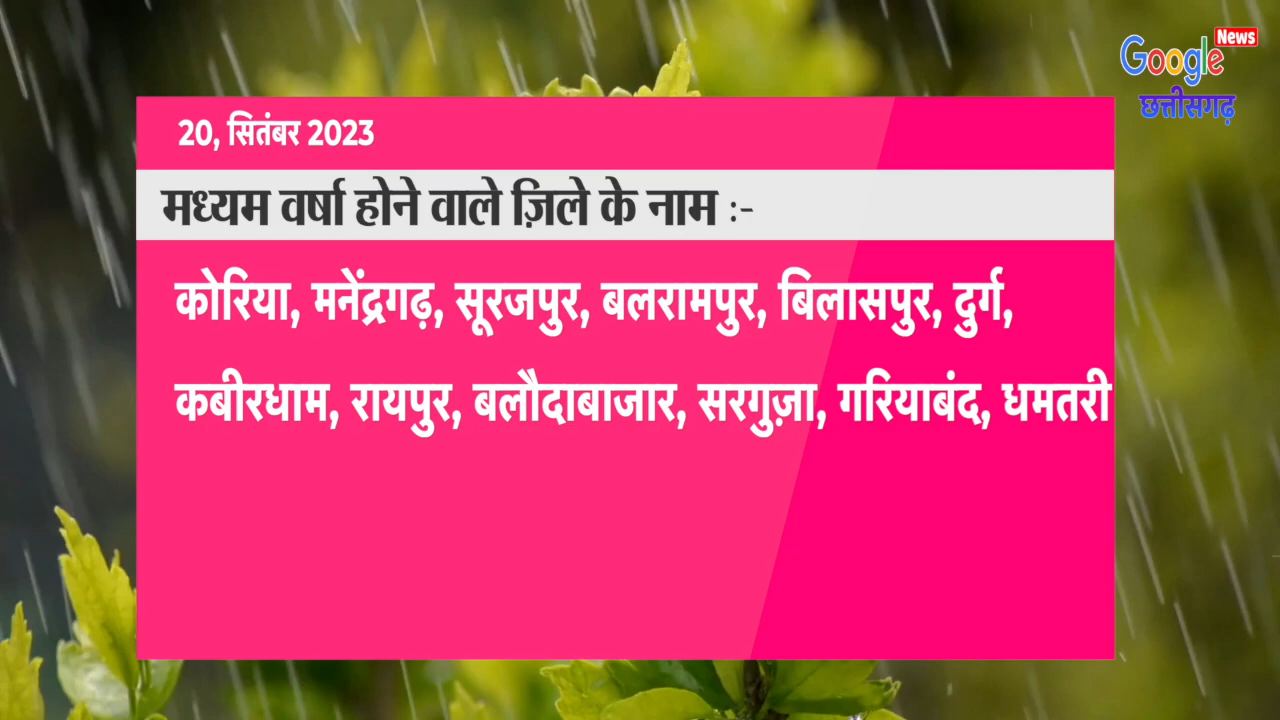 Google News
छत्तीसगढ़
20, सितंबर 2023
मध्यम वर्षा होने वाले ज़िले के नाम :-
कोरिया, मनेंद्रगढ़, सूरजपुर, बलरामपुर, बिलासपुर, दुर्ग,
कबीरधाम, रायपुर, बलौदाबाजार, सरगुज़ा, गरियाबंद, धमतरी